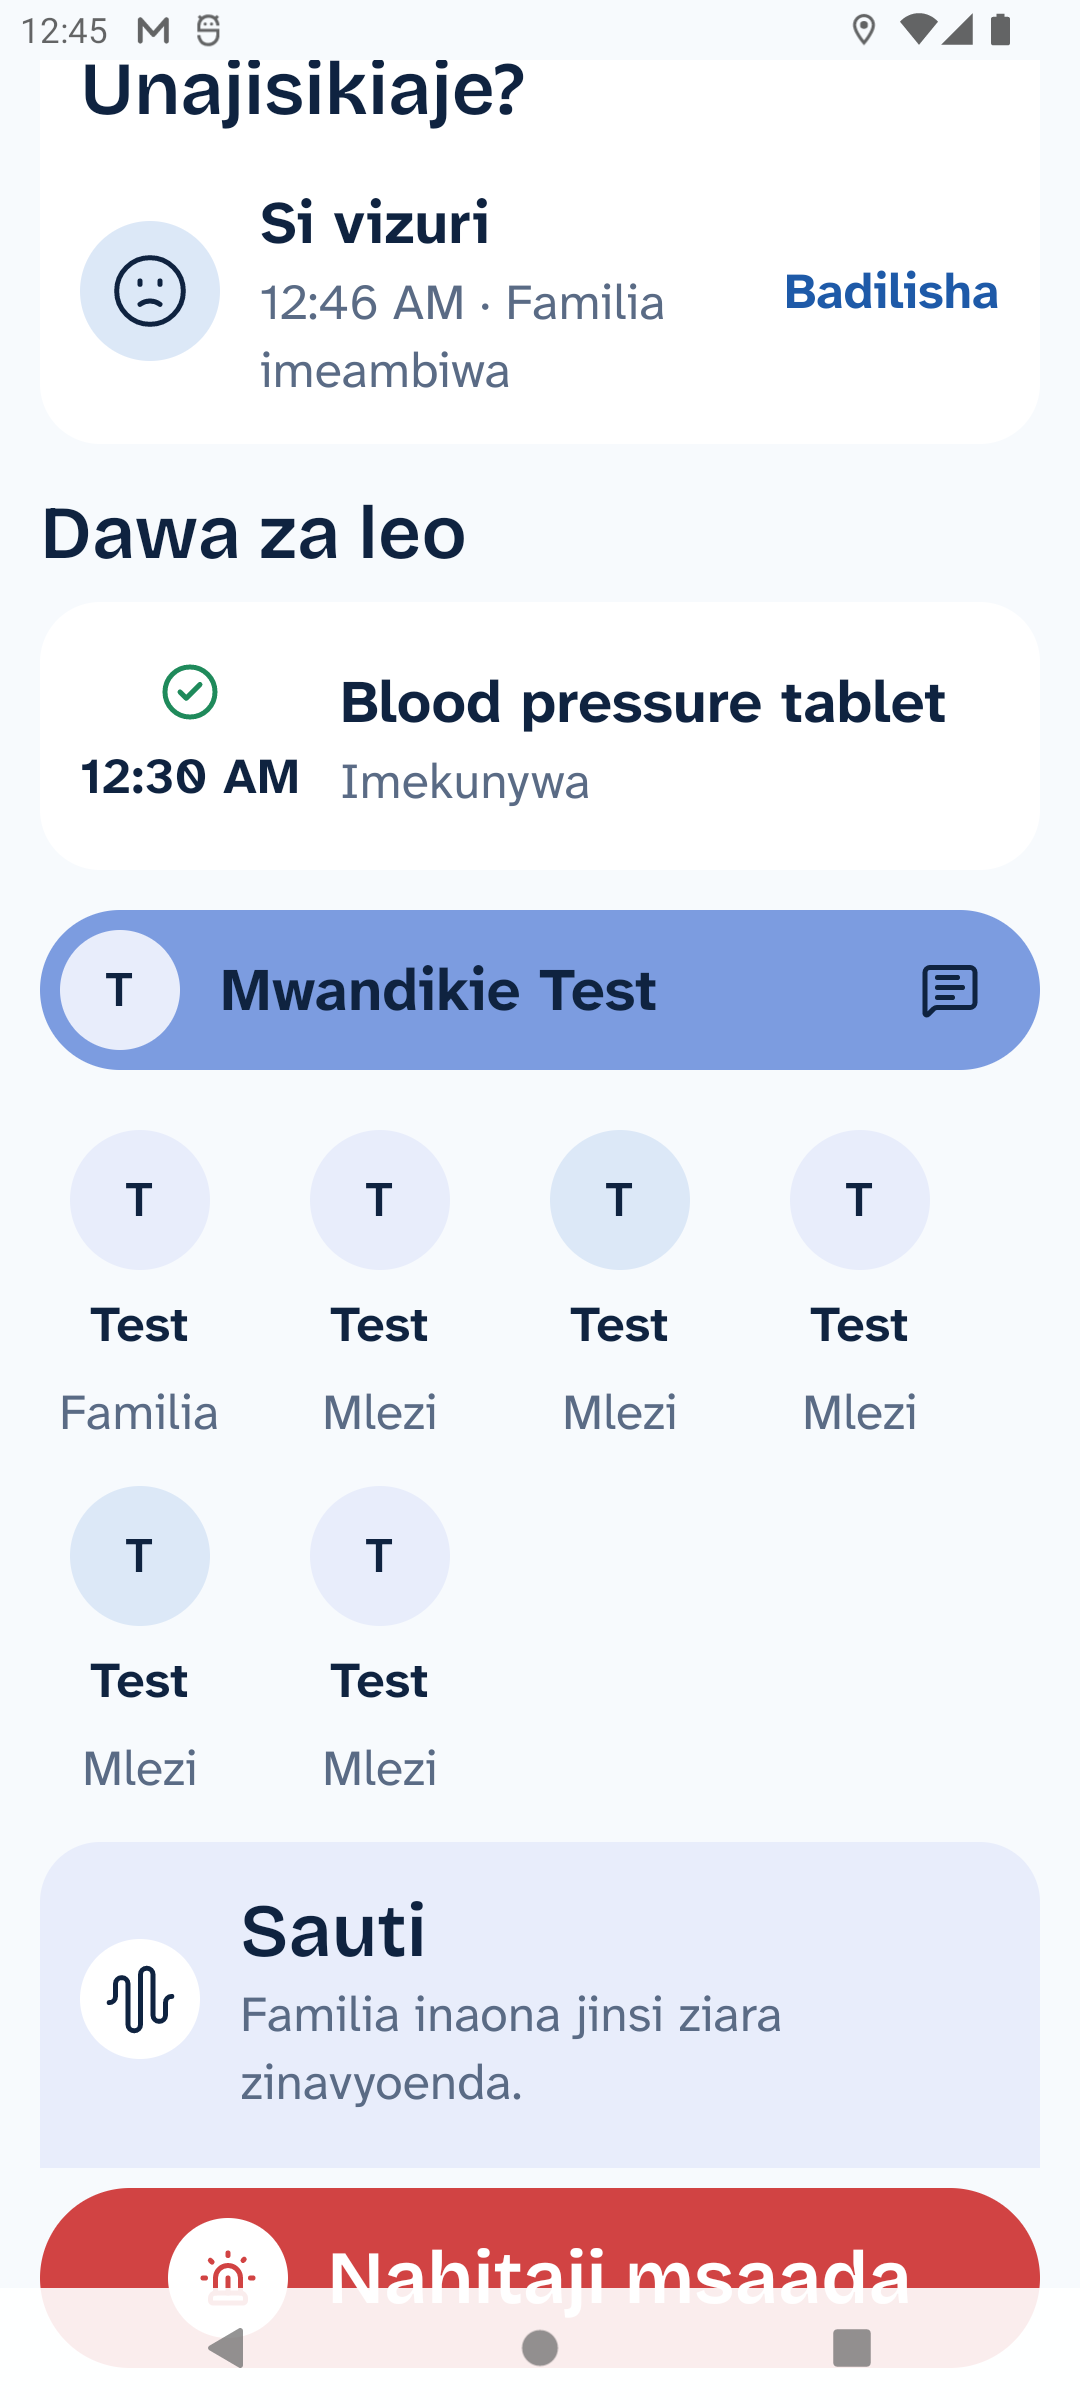 12:45
Unajisikiaje?
Si vizuri
12:46 AM · Familia
imeambiwa
Badilisha
Dawa za leo
Blood pressure tablet
12:30 AM
Imekunywa
T
Mwandikie Test
T T T T
Test Test Test Test
Familia Mlezi Mlezi Mlezi
T T
Test Test
Mlezi Mlezi
Sauti
Familia inaona jinsi ziara
zinavyoenda.
Nahitaji msaada